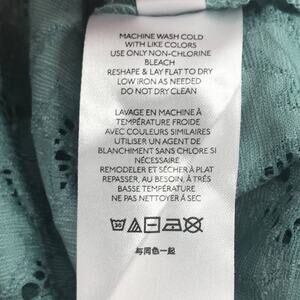 MACHINE WASH COLD
WITH LIKE COLORS
USE ONLY NON-CHLORINE
BLEACH
RESHAPE & LAY FLAT TO DRY
LOW IRON AS NEEDED
DO NOT DRY CLEAN
LAVAGE EN MACHINE À
TEMPÉRATURE FROIDE
AVEC COULEURS SIMILAIRES
UTILISER UN AGENT DE
BLANCHIMENT SANS CHLORE SI
NÉCESSAIRE
REMODELER ET SÉCHER À PLAT
REPASSER, AU BESOIN, À TRÈS
BASSE TEMPÉRATURE
NE PAS NETTOYER À SEC
30
与同色一起